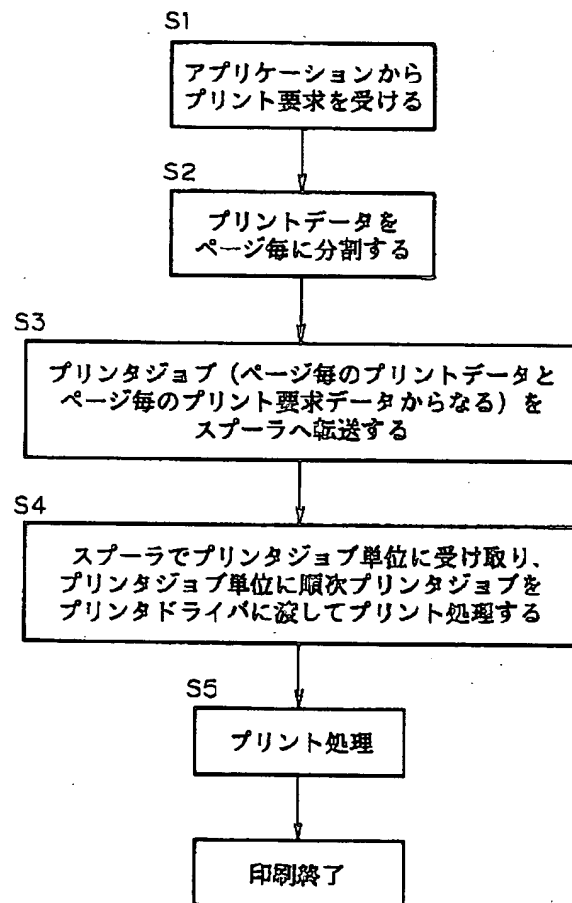 S1
アプリケーションから
プリント要求を受ける
S2
プリントデータを
ページ毎に分割する
S3
プリンタジョブ（ページ毎のプリントデータと
ページ毎のプリント要求データからなる）を
スプーラへ転送する
S4
スプーラでプリンタジョブ単位に受け取り、
プリンタジョブ単位に順次プリンタジョブを
プリンタドライバに渡してプリント処理する
S5
プリント処理
印刷終了